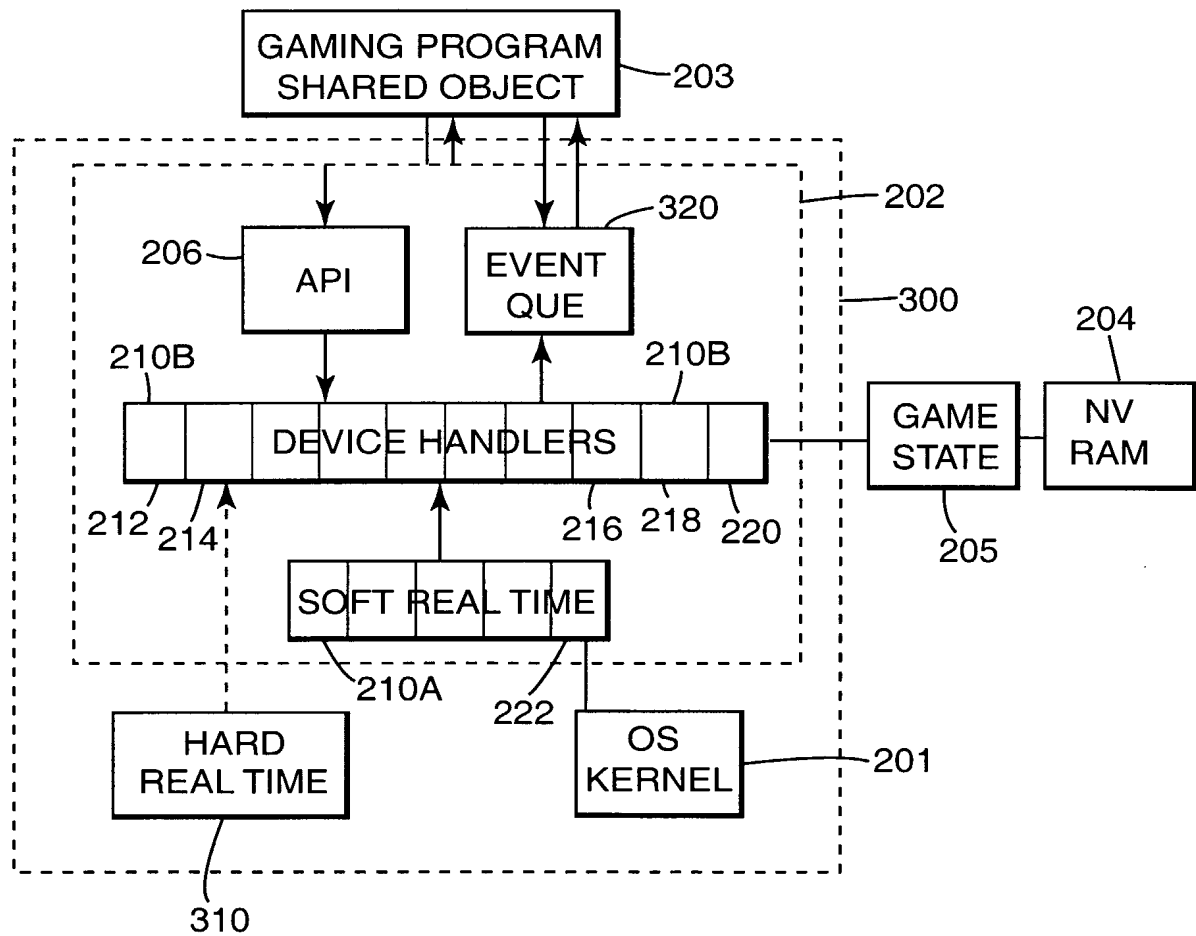 GAMING PROGRAM
SHARED OBJECT
203
202
320
206
API
EVENT
QUE
300
204
210B
210B
DEVICE HANDLERS
GAME
STATE
NV
RAM
212
214
216
218
220
205
SOFT REAL TIME
210A
222
HARD
REAL TIME
OS
KERNEL
201
310